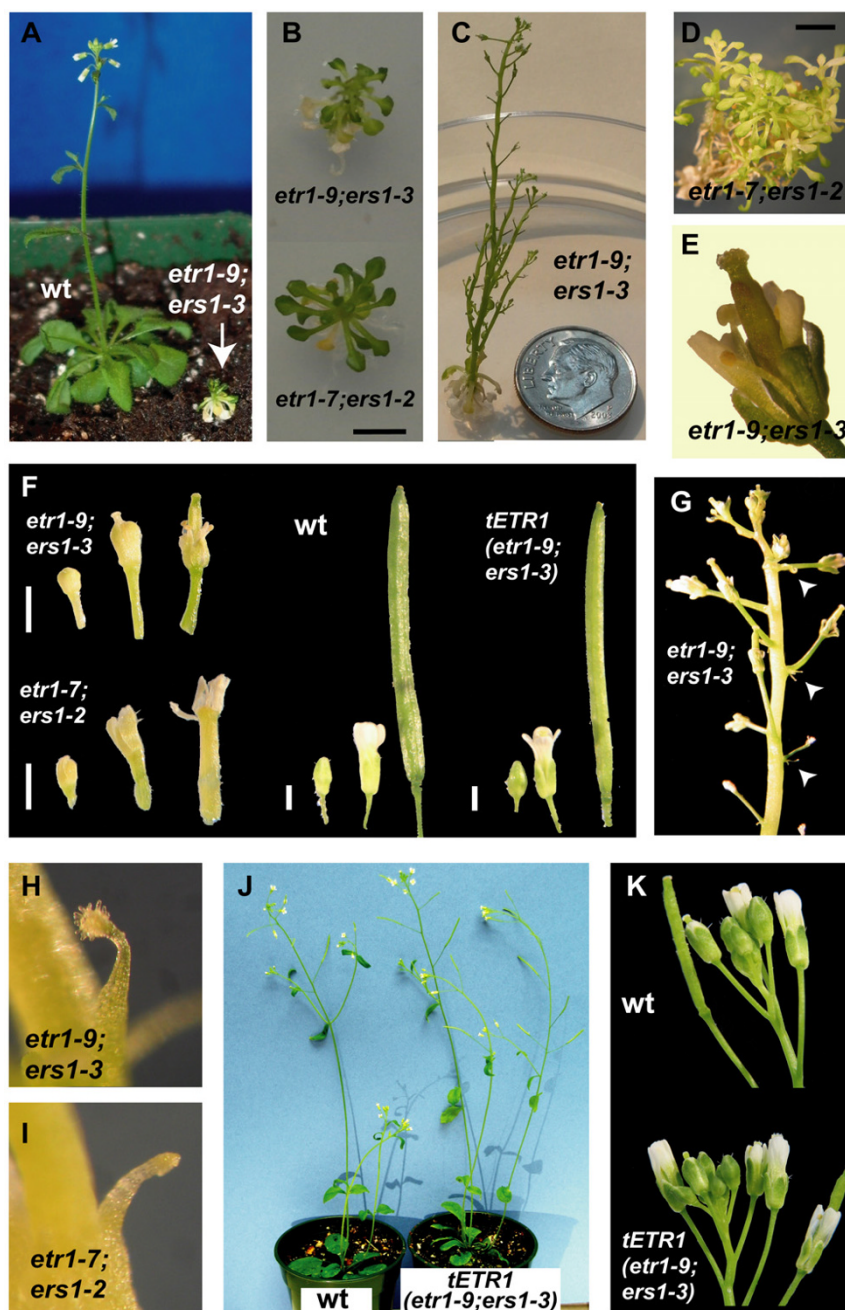 A
wt
etr1-9;
ers1-3
B
etr1-9;ers1-3
etr1-7;ers1-2
C
etr1-9;
ers1-3
LIBERTY
D
etr1-7;ers1-2
E
etr1-9;ers1-3
F
etr1-9;
ers1-3
etr1-7;
ers1-2
wt
tETR1
(etr1-9;
ers1-3)
G
etr1-9;
ers1-3
H
etr1-9;
ers1-3
I
etr1-7;
ers1-2
J
wt
tETR1
(etr1-9;ers1-3)
K
wt
tETR1
(etr1-9;
ers1-3)